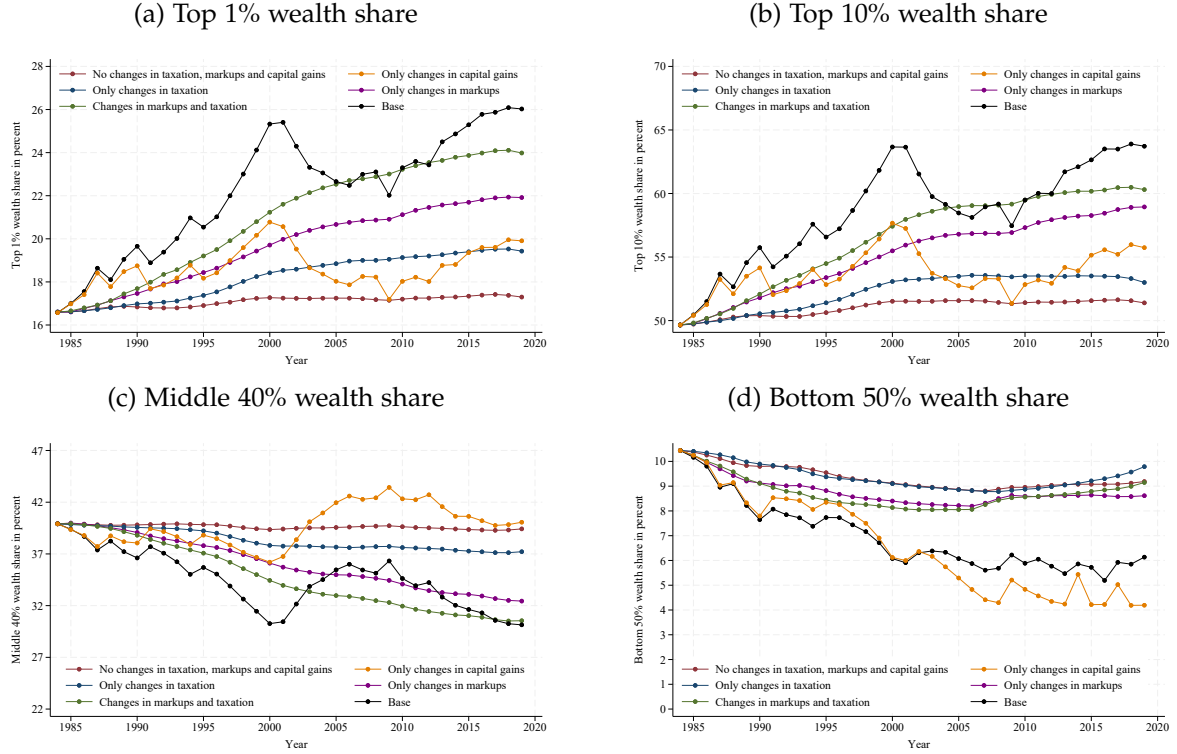 (a) Top 1% wealth share
Top 1% wealth share in percent
28
26
24
22
20
18
16
No changes in taxation, markups and capital gains
Only changes in taxation
Changes in markups and taxation
Only changes in capital gains
Only changes in markups
Base
1985 1990 1995 2000 2005 2010 2015 2020
Year
(b) Top 10% wealth share
Top 10% wealth share in percent
70
65
60
55
50
No changes in taxation, markups and capital gains
Only changes in taxation
Changes in markups and taxation
Only changes in capital gains
Only changes in markups
Base
1985 1990 1995 2000 2005 2010 2015 2020
Year
(c) Middle 40% wealth share
Middle 40% wealth share in percent
47
42
37
32
27
22
No changes in taxation, markups and capital gains
Only changes in taxation
Changes in markups and taxation
Only changes in capital gains
Only changes in markups
Base
1985 1990 1995 2000 2005 2010 2015 2020
Year
(d) Bottom 50% wealth share
Bottom 50% wealth share in percent
10
9
8
7
6
5
4
3
2
1
0
No changes in taxation, markups and capital gains
Only changes in taxation
Changes in markups and taxation
Only changes in capital gains
Only changes in markups
Base
1985 1990 1995 2000 2005 2010 2015 2020
Year